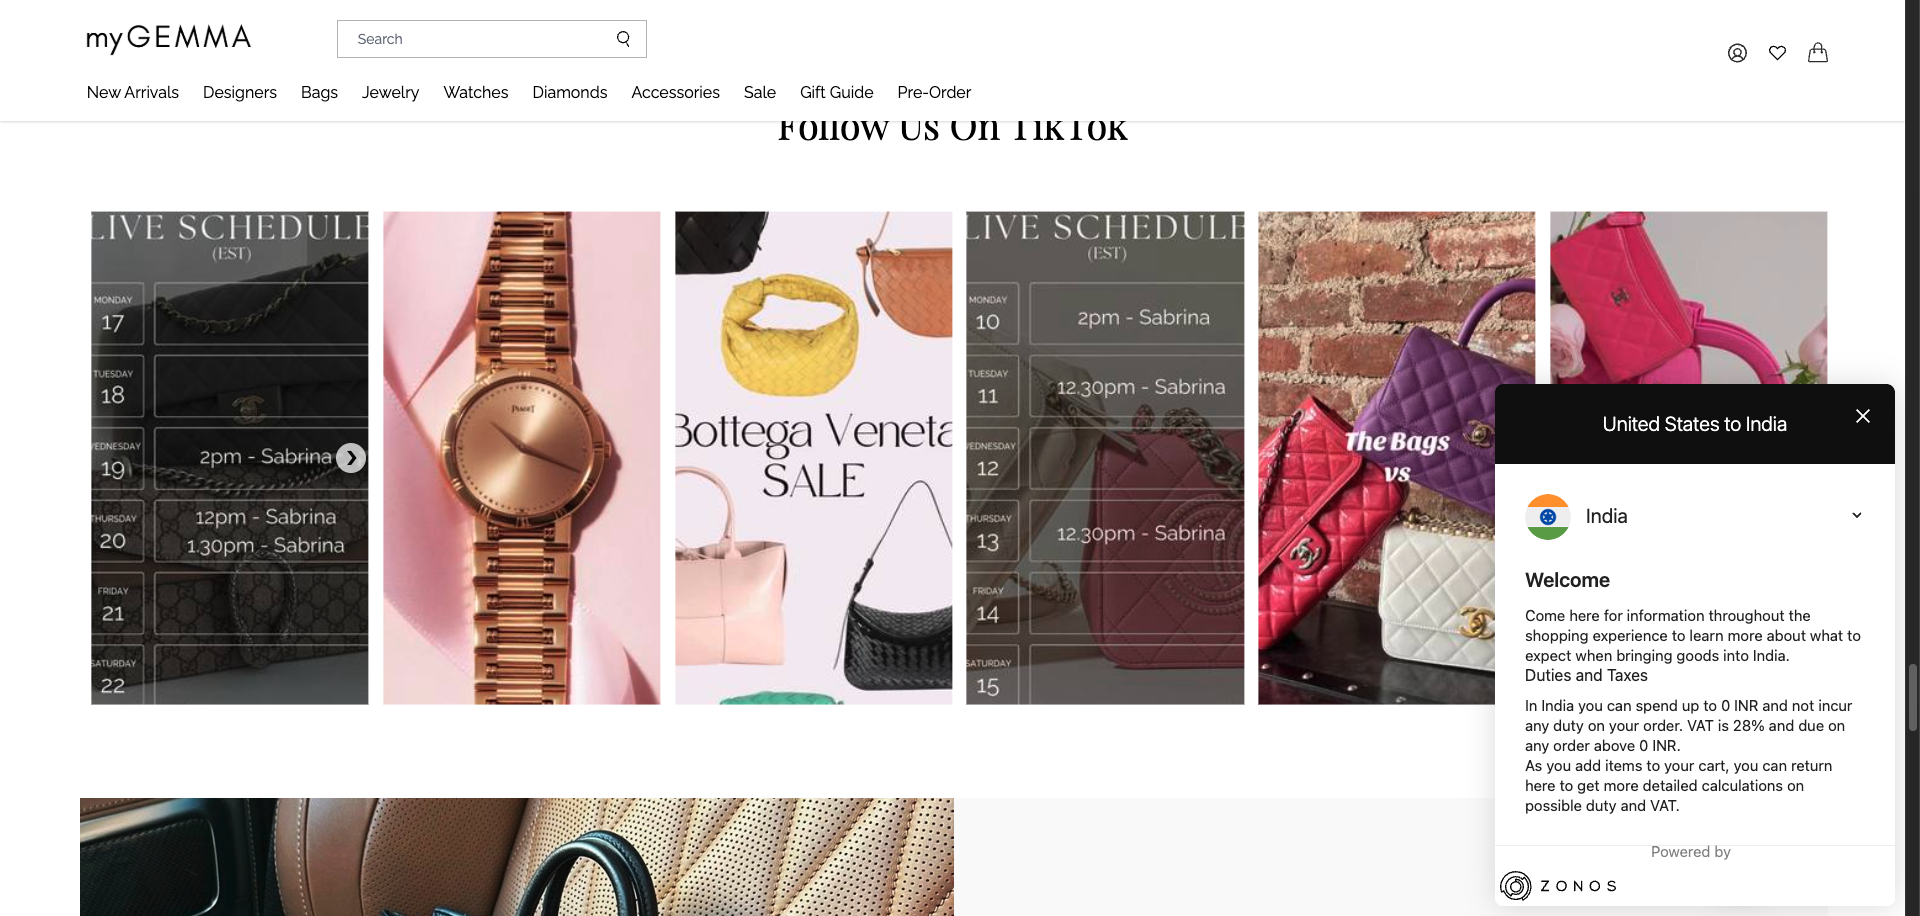 myGEMMA
Search
New Arrivals Designers Bags Jewelry Watches Diamonds Accessories Sale Gift Guide Pre-Order
Follow Us On TikTok
LIVE SCHEDULE
(EST)
MONDAY
17
TUESDAY
18
WEDNESDAY
19
2pm - Sabrina
THURSDAY
20
12pm - Sabrina
1.30pm - Sabrina
FRIDAY
21
SATURDAY
22
PIAGET
Bottega Veneta
SALE
LIVE SCHEDULE
(EST)
MONDAY
10
2pm - Sabrina
TUESDAY
11
12.30pm - Sabrina
WEDNESDAY
12
THURSDAY
13
12.30pm - Sabrina
FRIDAY
14
SATURDAY
15
The Bags
vs
United States to India
India
Welcome
Come here for information throughout the
shopping experience to learn more about what to
expect when bringing goods into India.
Duties and Taxes
In India you can spend up to 0 INR and not incur
any duty on your order. VAT is 28% and due on
any order above 0 INR.
As you add items to your cart, you can return
here to get more detailed calculations on
possible duty and VAT.
Powered by
ZONOS